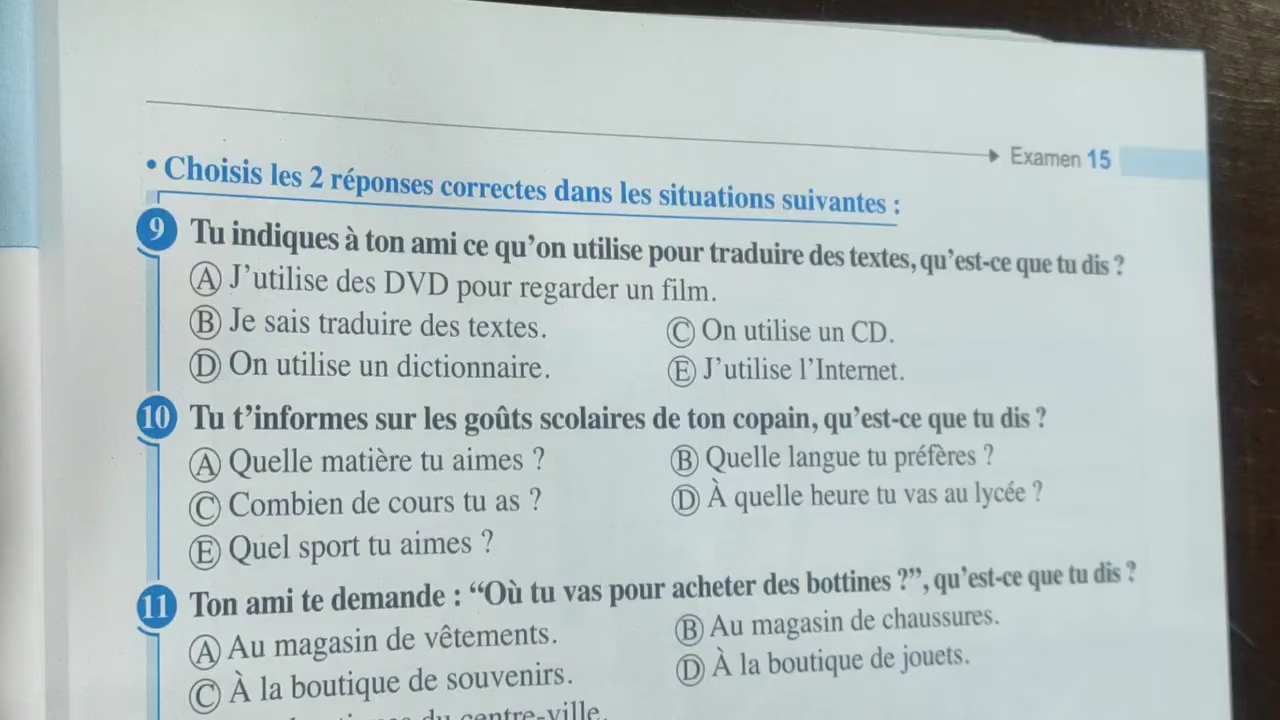 Examen 15
• Choisis les 2 réponses correctes dans les situations suivantes :
9 Tu indiques à ton ami ce qu'on utilise pour traduire des textes, qu'est-ce que tu dis ?
A J'utilise des DVD pour regarder un film.
B Je sais traduire des textes. C On utilise un CD.
D On utilise un dictionnaire. E J'utilise l'Internet.
10 Tu t'informes sur les goûts scolaires de ton copain, qu'est-ce que tu dis ?
A Quelle matière tu aimes ? B Quelle langue tu préfères ?
C Combien de cours tu as ? D À quelle heure tu vas au lycée ?
E Quel sport tu aimes ?
11 Ton ami te demande : “Où tu vas pour acheter des bottines ?”, qu'est-ce que tu dis ?
A Au magasin de vêtements. B Au magasin de chaussures.
C À la boutique de souvenirs. D À la boutique de jouets.
du centre-ville.